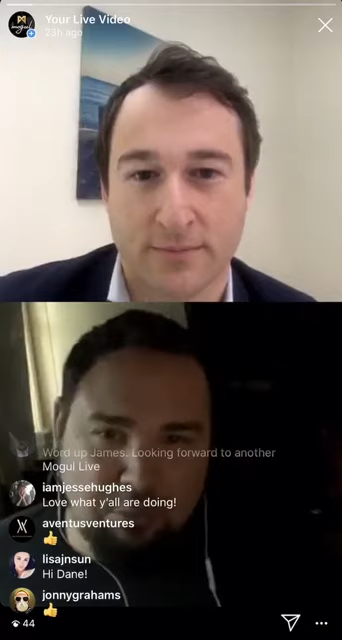 Your Live Video
23h ago
Word up James. Looking forward to another
Mogul Live
iamjessehughes
Love what y'all are doing!
aventusventures
👍
lisajnsun
Hi Dane!
jonnygrahams
👍
44